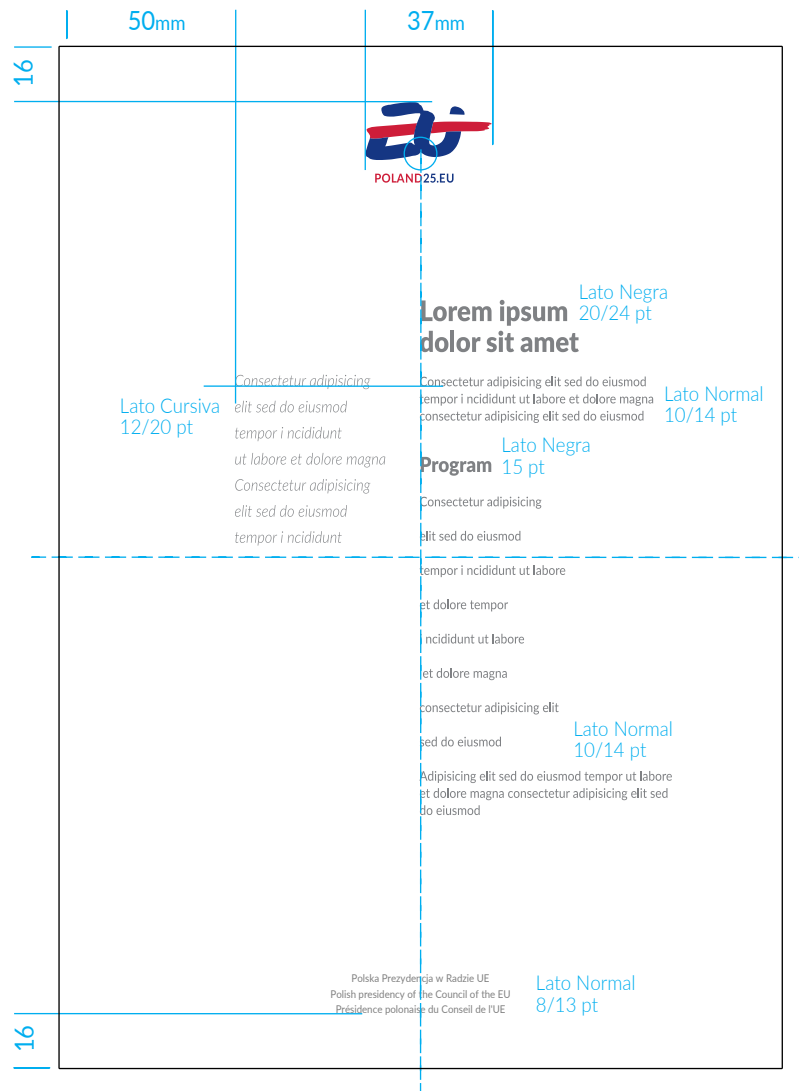 50mm
37mm
16
POLAND25.EU
Lorem ipsum
dolor sit amet
Lato Negra
20/24 pt
Consectetur adipisicing
elit sed do eiusmod
tempor i ncididunt
ut labore et dolore magna
Consectetur adipisicing
elit sed do eiusmod
tempor i ncididunt
Lato Cursiva
12/20 pt
Consectetur adipisicing elit sed do eiusmod
tempor i ncididunt ut labore et dolore magna
consectetur adipisicing elit sed do eiusmod
Lato Normal
10/14 pt
Program
Lato Negra
15 pt
Consectetur adipisicing
elit sed do eiusmod
tempor i ncididunt ut labore
et dolore tempor
i ncididunt ut labore
et dolore magna
consectetur adipisicing elit
sed do eiusmod
Lato Normal
10/14 pt
Adipisicing elit sed do eiusmod tempor ut labore
et dolore magna consectetur adipisicing elit sed
do eiusmod
Polska Prezydencja w Radzie UE
Polish presidency of the Council of the EU
Présidence polonaise du Conseil de l'UE
Lato Normal
8/13 pt
16